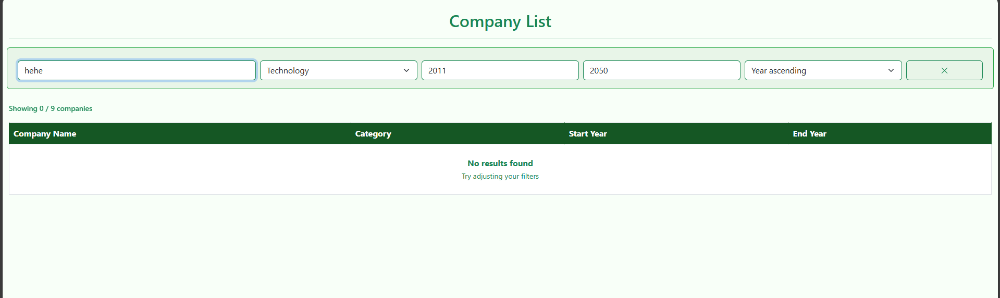 Company List
hehe Technology 2011 2050 Year ascending
Showing 0 / 9 companies
Company Name Category Start Year End Year
No results found
Try adjusting your filters